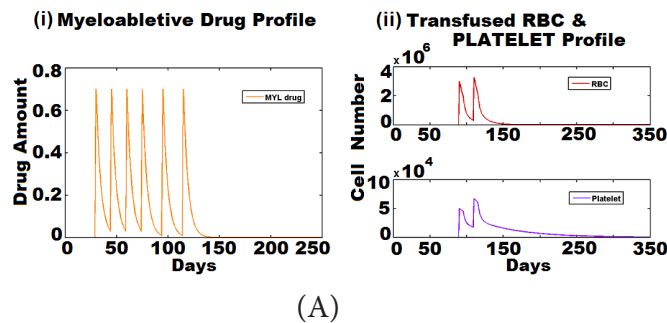 (i) Myeloabletive Drug Profile
0.8
0.6
0.4
0.2
0
Drug Amount
MYL drug
0 50 100 150 200 250
Days
(ii) Transfused RBC &
PLATELET Profile
x 10^6
4
2
0
RBC
0 50 150 250 350
Cell Number
x 10^4
10
5
0
Platelet
0 50 150 250 350
Days
(A)